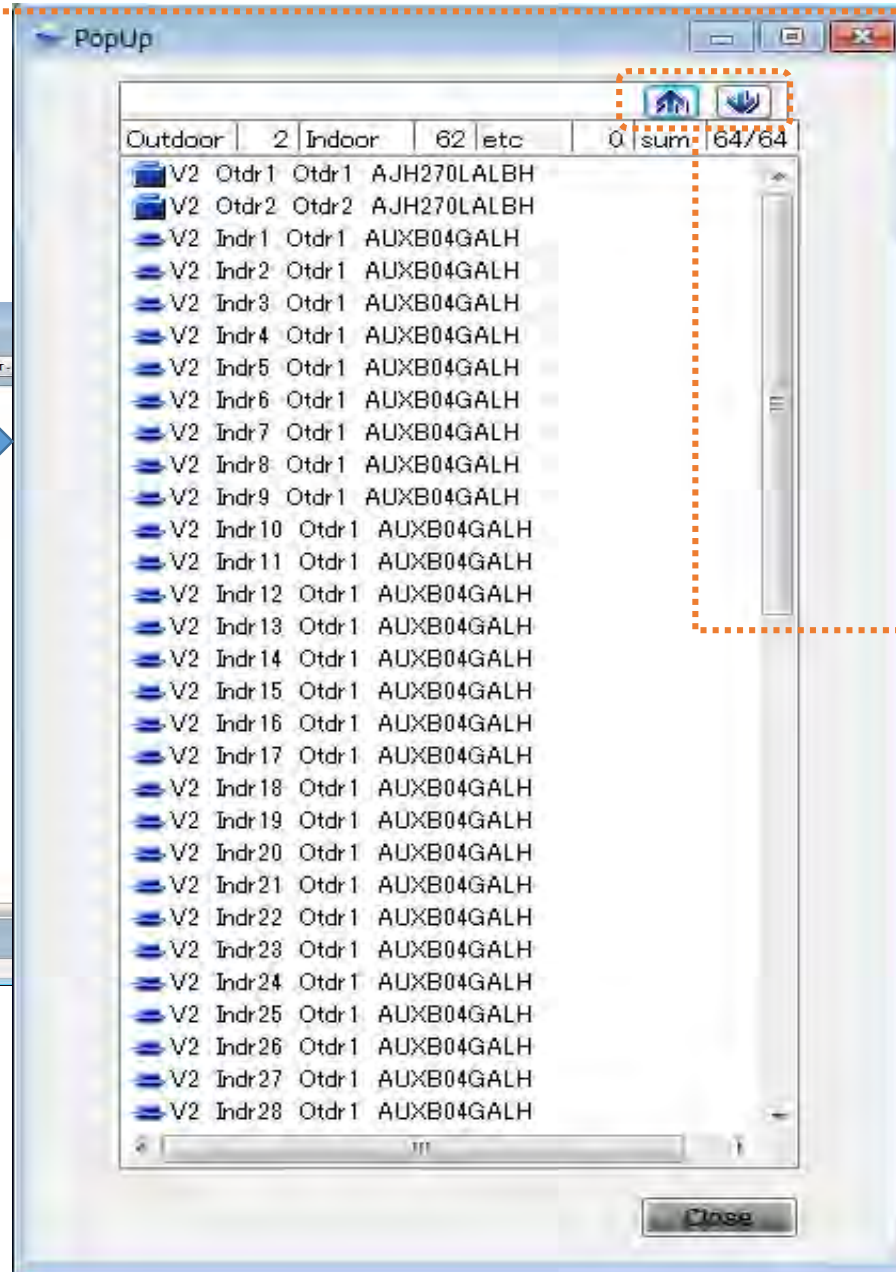 PopUp
Outdoor 2 Indoor 62 etc 0 sum 64/64
V2 Otdr1 Otdr1 AJH270LALBH
V2 Otdr2 Otdr2 AJH270LALBH
V2 Indr1 Otdr1 AUXB04GALH
V2 Indr2 Otdr1 AUXB04GALH
V2 Indr3 Otdr1 AUXB04GALH
V2 Indr4 Otdr1 AUXB04GALH
V2 Indr5 Otdr1 AUXB04GALH
V2 Indr6 Otdr1 AUXB04GALH
V2 Indr7 Otdr1 AUXB04GALH
V2 Indr8 Otdr1 AUXB04GALH
V2 Indr9 Otdr1 AUXB04GALH
V2 Indr10 Otdr1 AUXB04GALH
V2 Indr11 Otdr1 AUXB04GALH
V2 Indr12 Otdr1 AUXB04GALH
V2 Indr13 Otdr1 AUXB04GALH
V2 Indr14 Otdr1 AUXB04GALH
V2 Indr15 Otdr1 AUXB04GALH
V2 Indr16 Otdr1 AUXB04GALH
V2 Indr17 Otdr1 AUXB04GALH
V2 Indr18 Otdr1 AUXB04GALH
V2 Indr19 Otdr1 AUXB04GALH
V2 Indr20 Otdr1 AUXB04GALH
V2 Indr21 Otdr1 AUXB04GALH
V2 Indr22 Otdr1 AUXB04GALH
V2 Indr23 Otdr1 AUXB04GALH
V2 Indr24 Otdr1 AUXB04GALH
V2 Indr25 Otdr1 AUXB04GALH
V2 Indr26 Otdr1 AUXB04GALH
V2 Indr27 Otdr1 AUXB04GALH
V2 Indr28 Otdr1 AUXB04GALH
Close